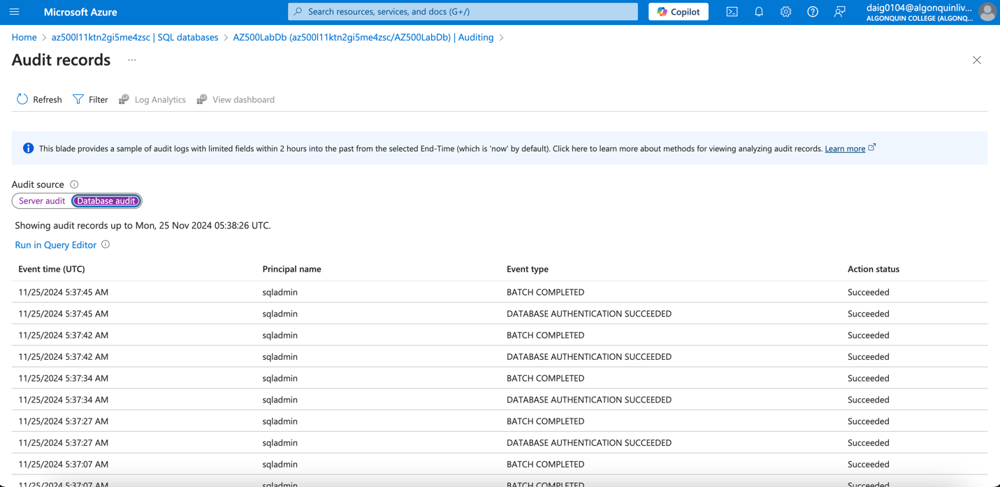 Microsoft Azure
Search resources, services, and docs (G+/)
Copilot
daig0104@algonquinliv...
ALGONQUIN COLLEGE (ALGONQ...
Home > az500l11ktn2gi5me4zsc | SQL databases > AZ500LabDb (az500l11ktn2gi5me4zsc/AZ500LabDb) | Auditing >
Audit records ...
Refresh Filter Log Analytics View dashboard
This blade provides a sample of audit logs with limited fields within 2 hours into the past from the selected End-Time (which is 'now' by default). Click here to learn more about methods for viewing analyzing audit records. Learn more
Audit source
Server audit Database audit
Showing audit records up to Mon, 25 Nov 2024 05:38:26 UTC.
Run in Query Editor
Event time (UTC) Principal name Event type Action status
11/25/2024 5:37:45 AM sqladmin BATCH COMPLETED Succeeded
11/25/2024 5:37:45 AM sqladmin DATABASE AUTHENTICATION SUCCEEDED Succeeded
11/25/2024 5:37:42 AM sqladmin BATCH COMPLETED Succeeded
11/25/2024 5:37:42 AM sqladmin DATABASE AUTHENTICATION SUCCEEDED Succeeded
11/25/2024 5:37:34 AM sqladmin BATCH COMPLETED Succeeded
11/25/2024 5:37:34 AM sqladmin DATABASE AUTHENTICATION SUCCEEDED Succeeded
11/25/2024 5:37:27 AM sqladmin BATCH COMPLETED Succeeded
11/25/2024 5:37:27 AM sqladmin DATABASE AUTHENTICATION SUCCEEDED Succeeded
11/25/2024 5:37:07 AM sqladmin BATCH COMPLETED Succeeded
11/25/2024 5:37:07 AM sqladmin BATCH COMPLETED Succeeded